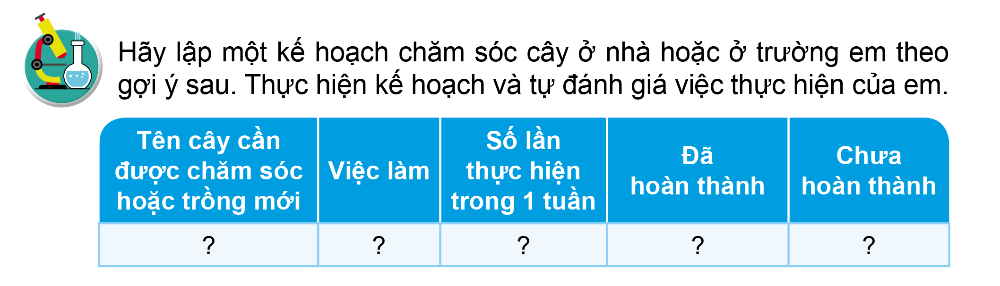 Hãy lập một kế hoạch chăm sóc cây ở nhà hoặc ở trường em theo
gợi ý sau. Thực hiện kế hoạch và tự đánh giá việc thực hiện của em.
Tên cây cần
được chăm sóc
hoặc trồng mới
Việc làm
Số lần
thực hiện
trong 1 tuần
Đã
hoàn thành
Chưa
hoàn thành
?
?
?
?
?